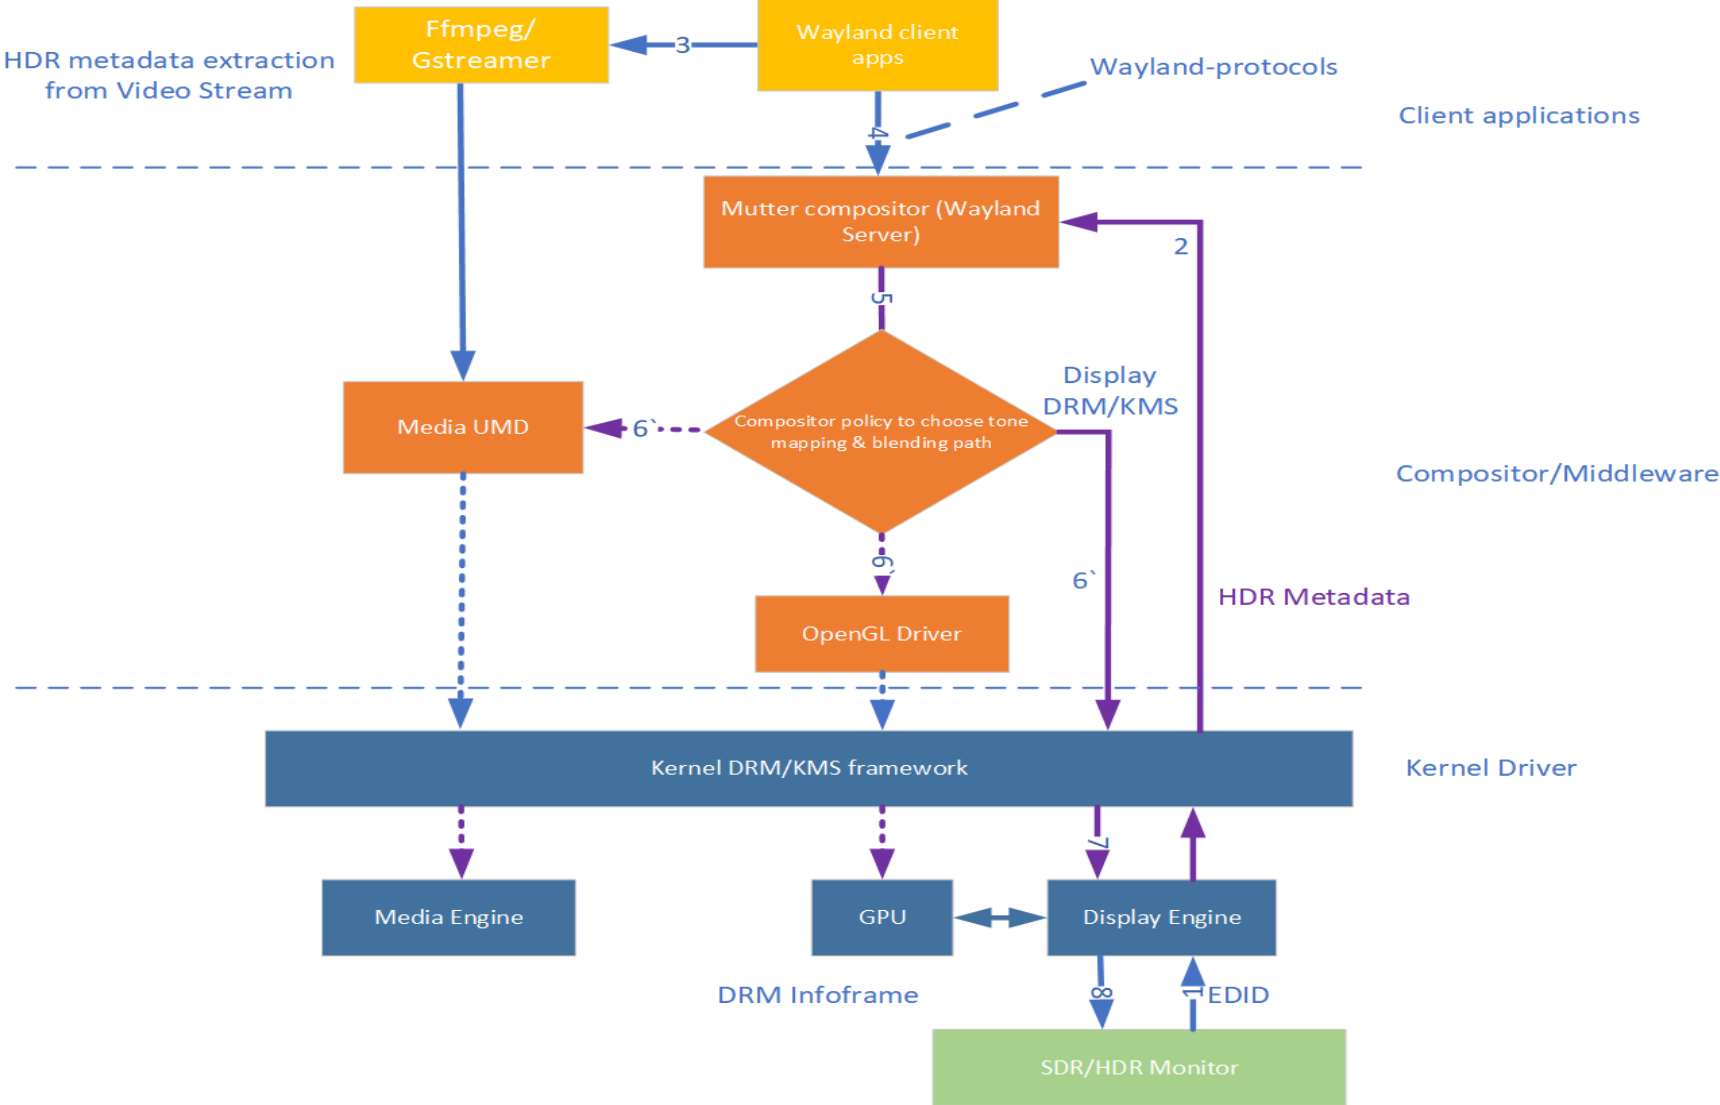 Ffmpeg/
Gstreamer
3
Wayland client
apps
HDR metadata extraction
from Video Stream
Wayland-protocols
Client applications
4
Mutter compositor (Wayland
Server)
2
5
Display
DRM/KMS
Media UMD
6`
Compositor policy to choose tone
mapping & blending path
Compositor/Middleware
6`
6`
HDR Metadata
OpenGL Driver
Kernel DRM/KMS framework
Kernel Driver
7
Media Engine
GPU
Display Engine
DRM Infoframe
8
1
EDID
SDR/HDR Monitor